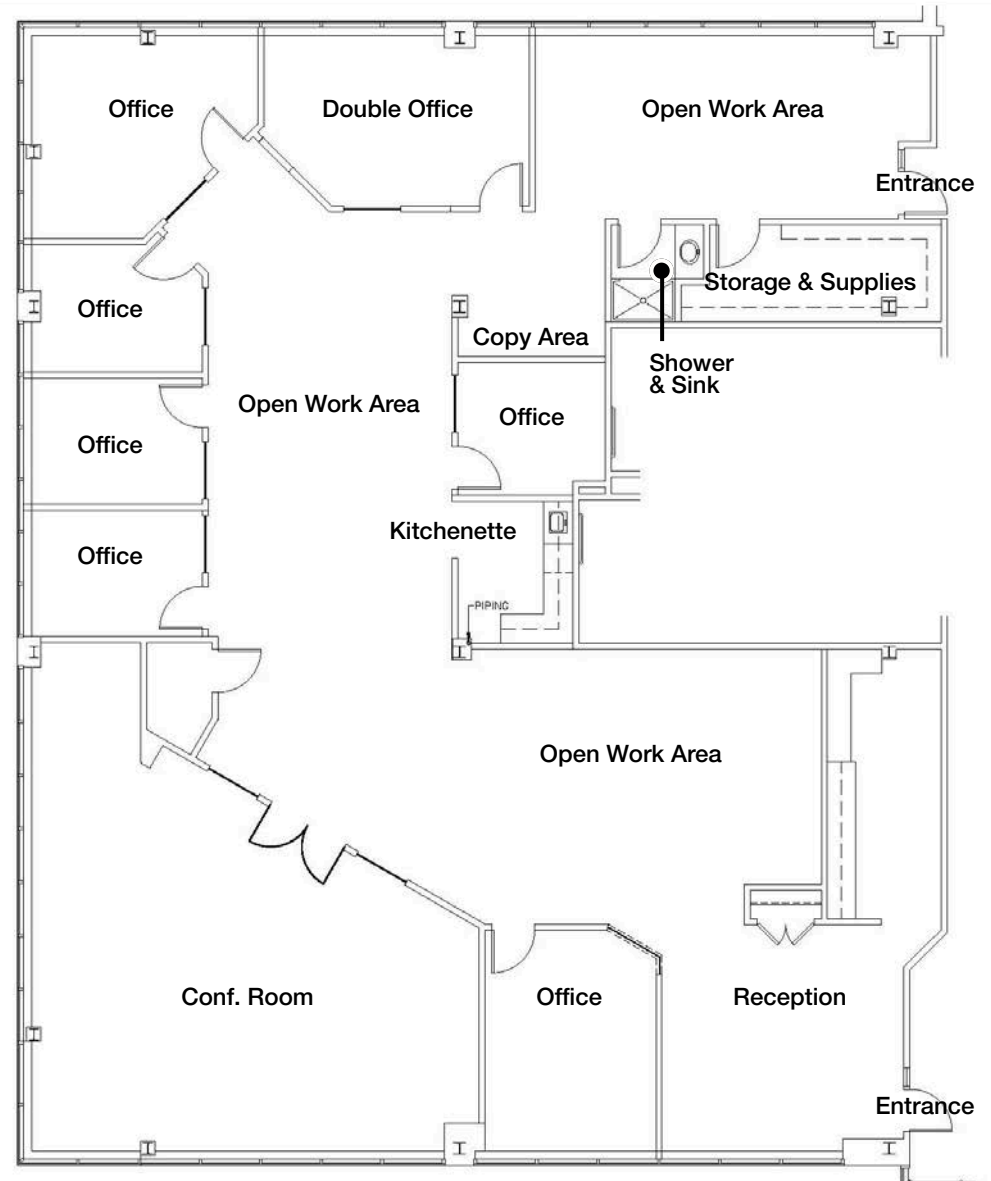 Office
Double Office
Open Work Area
Entrance
Office
Storage & Supplies
Copy Area
Shower
& Sink
Open Work Area
Office
Office
Kitchenette
Office
PIPING
Open Work Area
Conf. Room
Office
Reception
Entrance